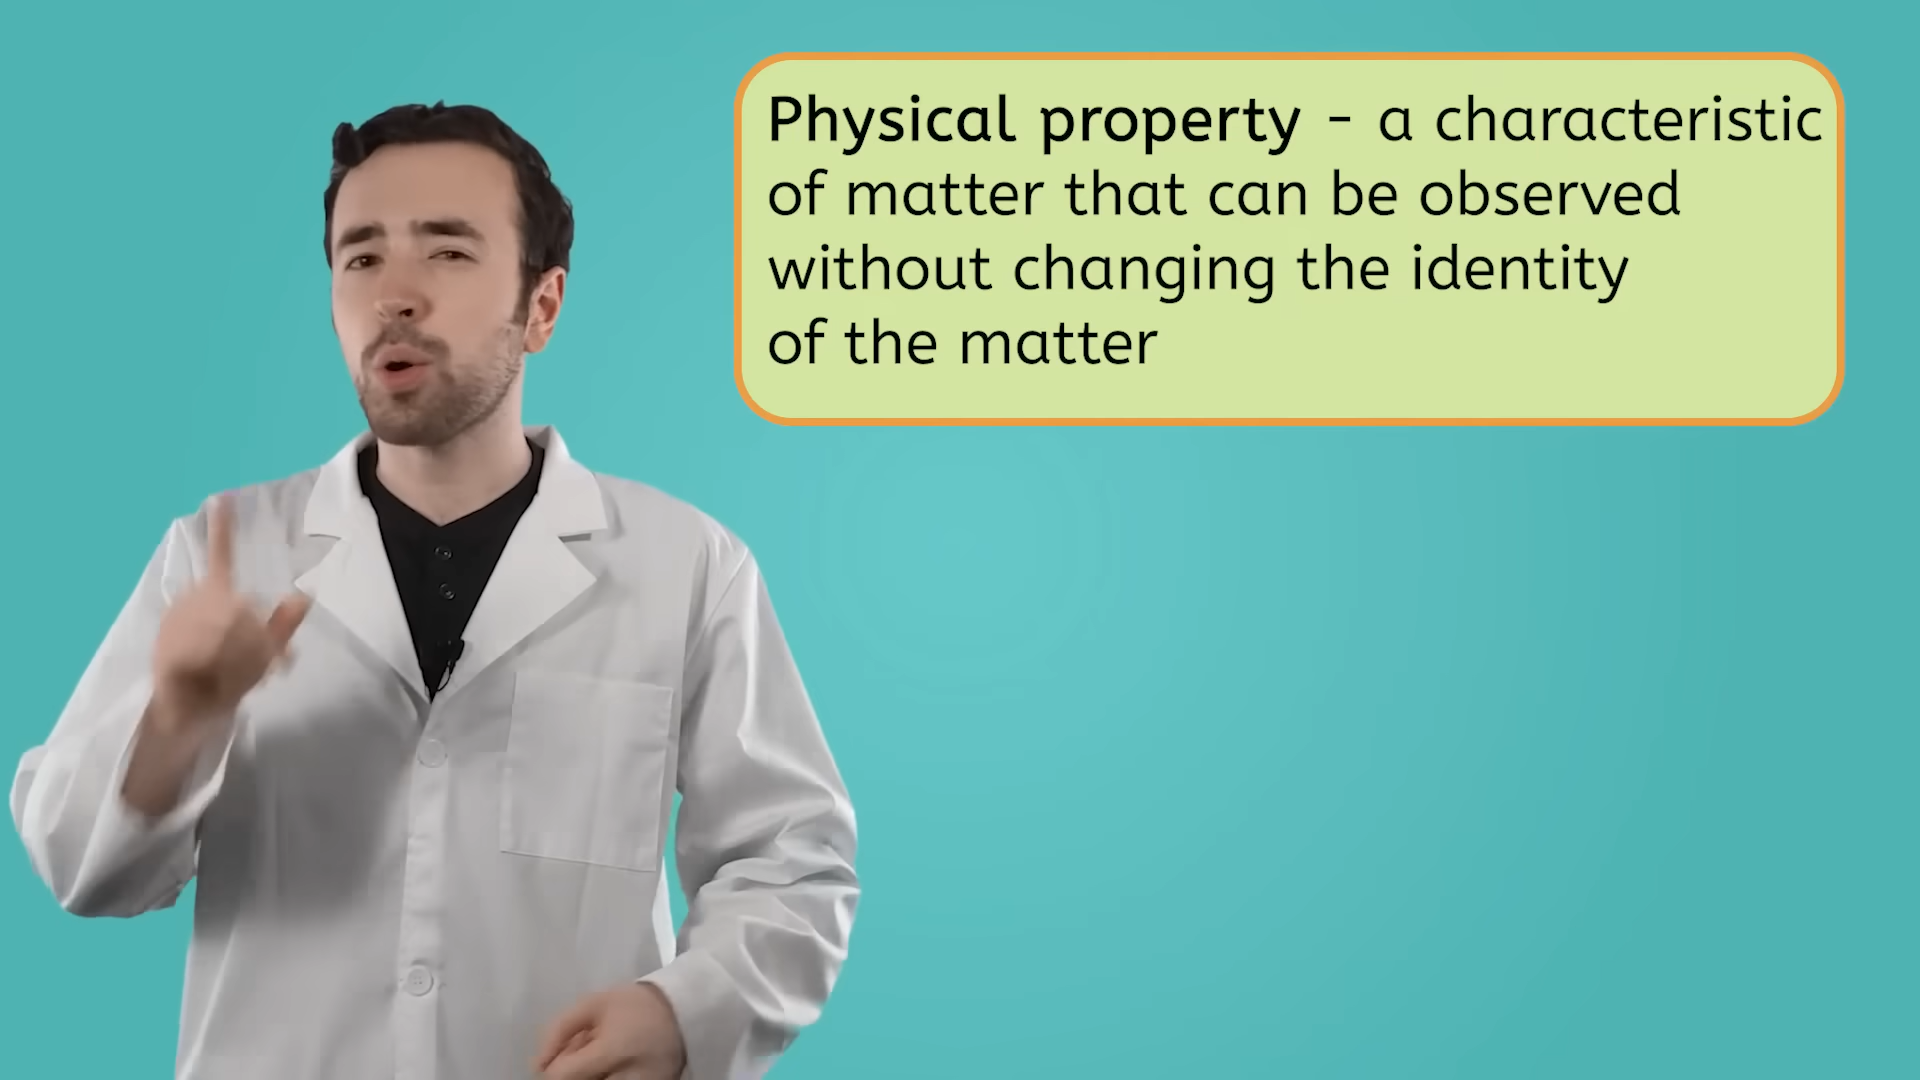 Physical property - a characteristic
of matter that can be observed
without changing the identity
of the matter